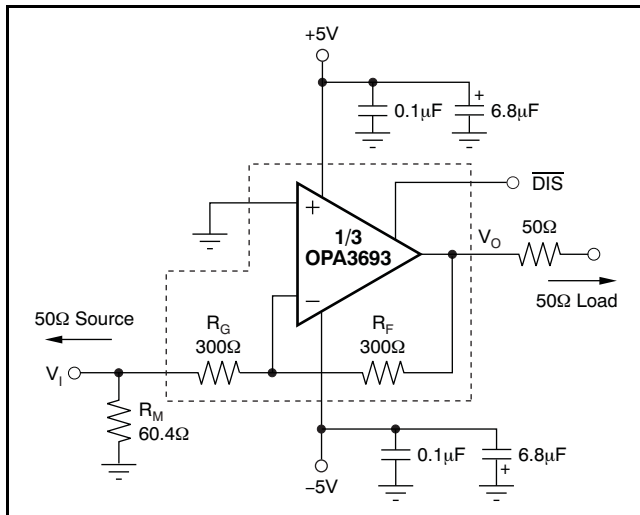 +5V
+
0.1μF
6.8μF
DIS
+
1/3
OPA3693
VO
50Ω
−
50Ω Source
50Ω Load
RG
300Ω
RF
300Ω
VI
RM
60.4Ω
0.1μF
6.8μF
+
−5V